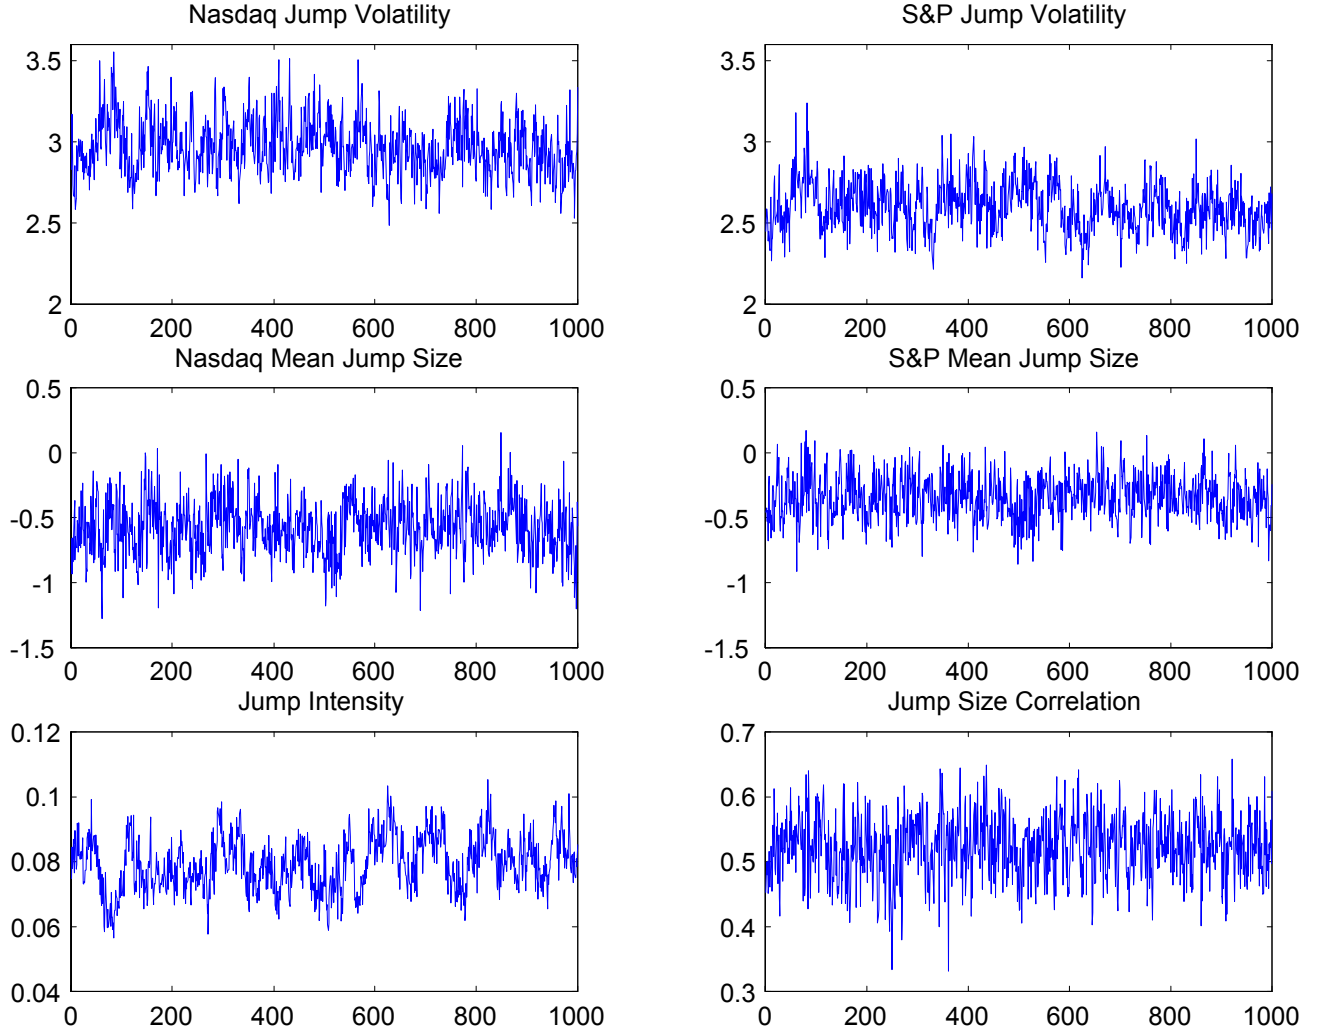 Nasdaq Jump Volatility
3.5
3
2.5
2
0 200 400 600 800 1000
S&P Jump Volatility
3.5
3
2.5
2
0 200 400 600 800 1000
Nasdaq Mean Jump Size
0.5
0
-0.5
-1
-1.5
0 200 400 600 800 1000
S&P Mean Jump Size
0.5
0
-0.5
-1
-1.5
0 200 400 600 800 1000
Jump Intensity
0.12
0.1
0.08
0.06
0.04
0 200 400 600 800 1000
Jump Size Correlation
0.7
0.6
0.5
0.4
0.3
0 200 400 600 800 1000